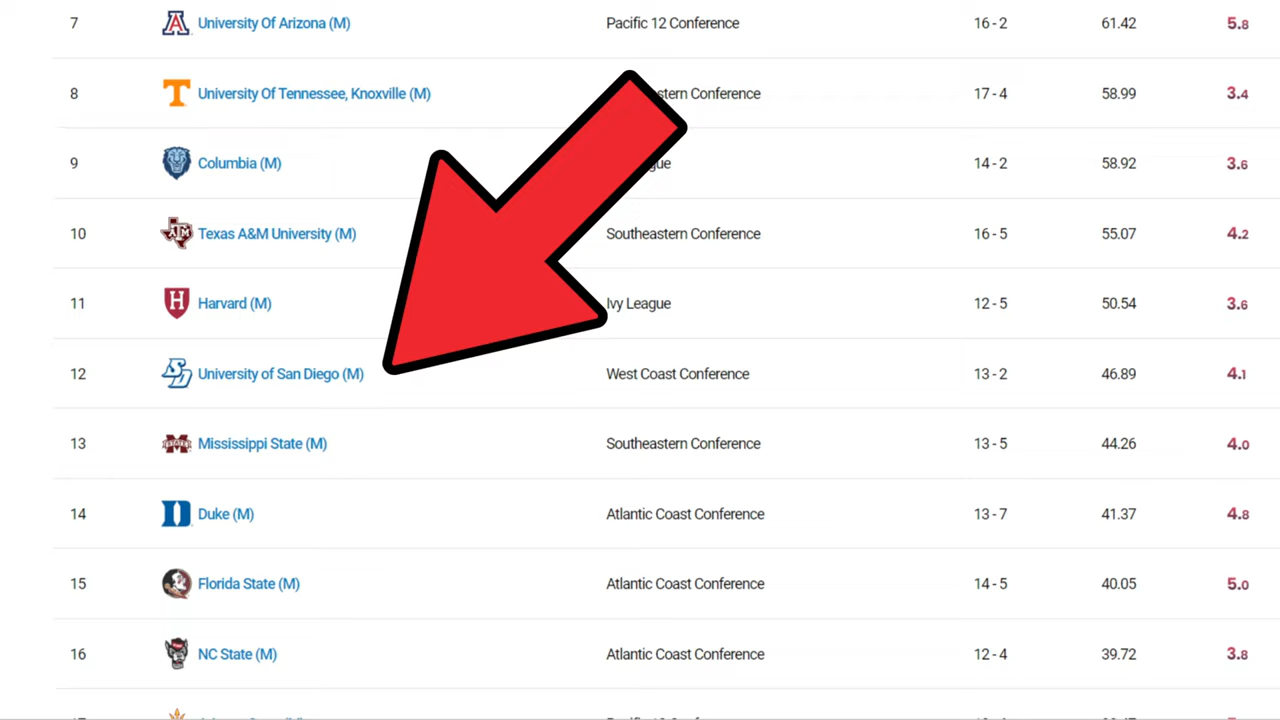 7 University Of Arizona (M) Pacific 12 Conference 16 - 2 61.42 5.8
8 University Of Tennessee, Knoxville (M) stern Conference 17 - 4 58.99 3.4
9 Columbia (M) gue 14 - 2 58.92 3.6
10 Texas A&M University (M) Southeastern Conference 16 - 5 55.07 4.2
11 Harvard (M) Ivy League 12 - 5 50.54 3.6
12 University of San Diego (M) West Coast Conference 13 - 2 46.89 4.1
13 Mississippi State (M) Southeastern Conference 13 - 5 44.26 4.0
14 Duke (M) Atlantic Coast Conference 13 - 7 41.37 4.8
15 Florida State (M) Atlantic Coast Conference 14 - 5 40.05 5.0
16 NC State (M) Atlantic Coast Conference 12 - 4 39.72 3.8